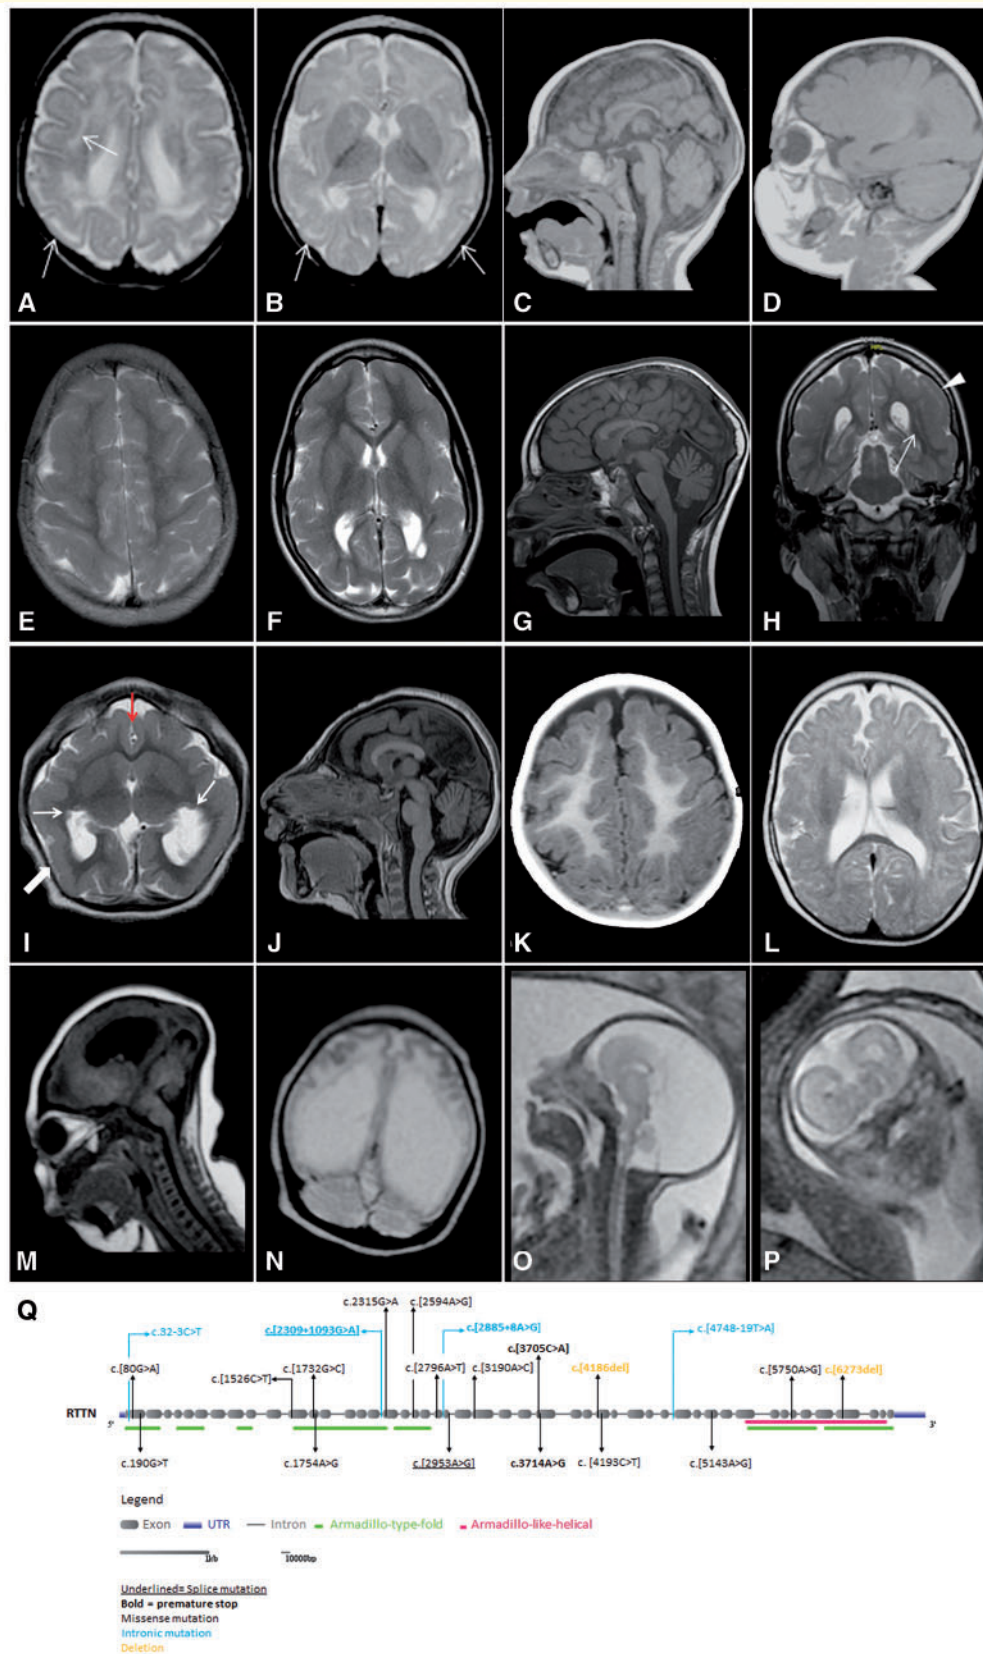 A
B
C
D
E
F
G
H
I
J
K
L
M
N
O
P
Q
c.2315G>A c.[2594A>G]
c.32-3C>T
c.[2309+1093G>A]
c.[2885+8A>G]
c.[4748-19T>A]
c.[3705C>A]
c.[80G>A]
c.[1526C>T]
c.[1732G>C]
c.[2796A>T]
c.[3190A>C]
c.[4186del]
c.[5750A>G]
c.[6273del]
RTTN
5'
3'
c.190G>T
c.1754A>G
c.[2953A>G]
c.3714A>G
c. [4193C>T]
c.[5143A>G]
Legend
Exon UTR Intron Armadillo-type-fold Armadillo-like-helical
10000bp
Underlined= Splice mutation
Bold = premature stop
Missense mutation
Intronic mutation
Deletion